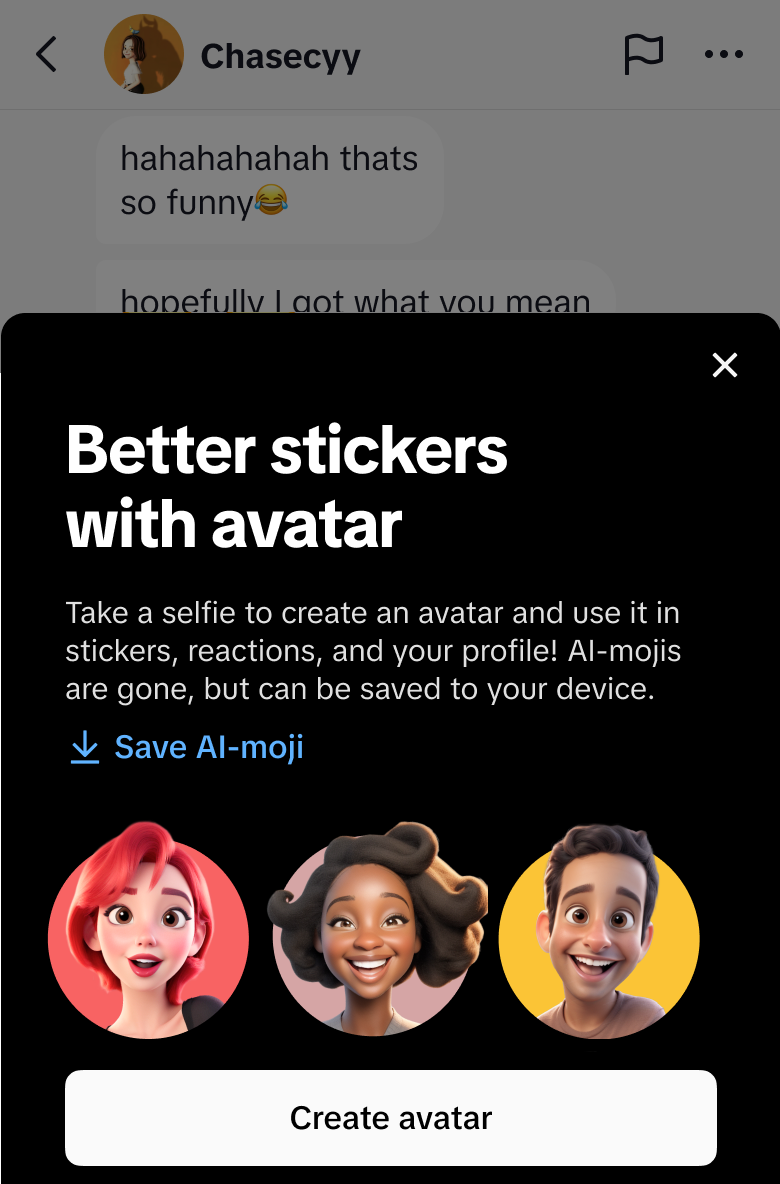 Chasecyy
hahahahahah thats
so funny😂
hopefully I got what you mean
Better stickers
with avatar
Take a selfie to create an avatar and use it in
stickers, reactions, and your profile! AI-mojis
are gone, but can be saved to your device.
Save AI-moji
Create avatar